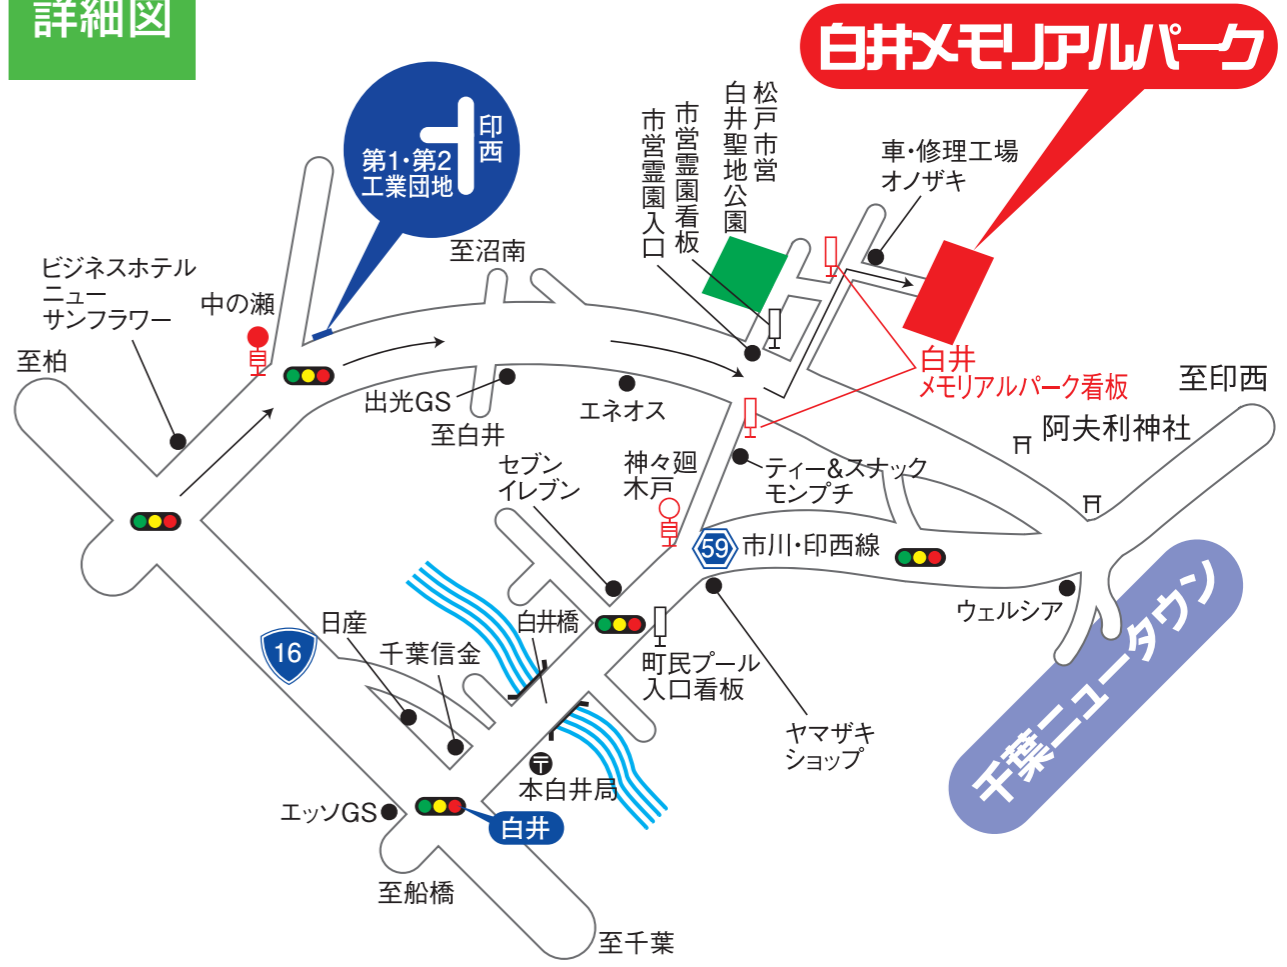 詳細図
白井メモリアルパーク
印西
第1・第2
工業団地
松戸市営
白井聖地公園
市営霊園看板
市営霊園入口
車・修理工場
オノザキ
至沼南
ビジネスホテル
ニュー
サンフラワー
中の瀬
至柏
出光GS
至白井
エネオス
白井
メモリアルパーク看板
至印西
阿夫利神社
セブン
イレブン
神々廻
木戸
ティー&スナック
モンプチ
59
市川・印西線
ウェルシア
千葉ニュータウン
16
日産
千葉信金
白井橋
町民プール
入口看板
ヤマザキ
ショップ
〒
本白井局
エッソGS
白井
至船橋
至千葉